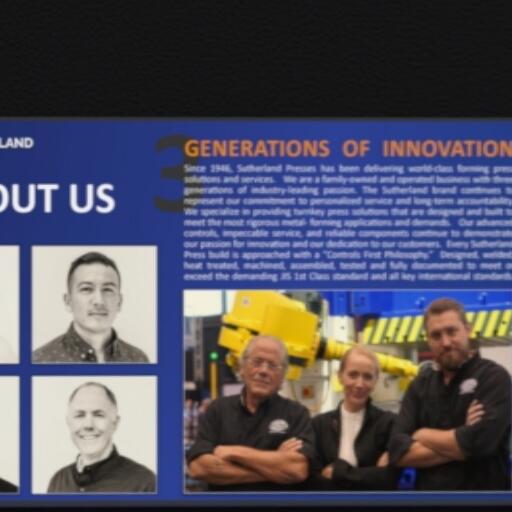 LAND
OUT US
3
GENERATIONS OF INNOVATION
Since 1946, Sutherland Presses has been delivering world-class forming press
solutions and services. We are a family-owned and operated business with three
generations of industry-leading passion. The Sutherland brand continues to
represent our commitment to personalized service and long-term accountability.
We specialize in providing turnkey press solutions that are designed and built to
meet the most rigorous metal- forming applications and demands. Our advance
controls, impeccable service, and reliable components continue to demonstrate
our passion for innovation and our dedication to our customers. Every Sutherland
Press build is approached with a "Controls First Philosophy." Designed, welded
heat treated, machined, assembled, tested and fully documented to meet o
exceed the demanding JIS 1st Class standard and all key international standards